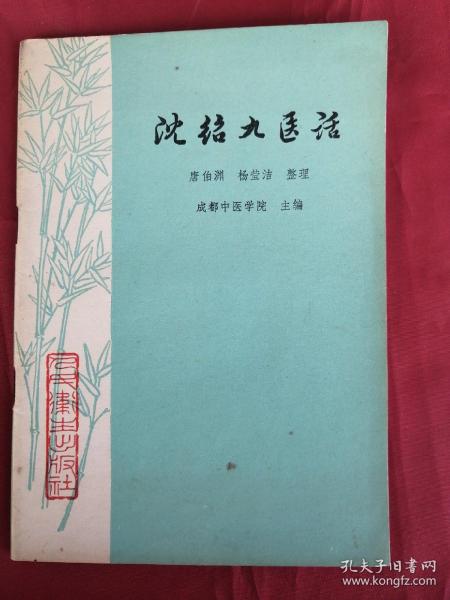 沈绍九医话
唐伯渊 杨莹洁 整理
成都中医学院 主编
人民卫生出版社
孔夫子旧书网
www.kongfz.com